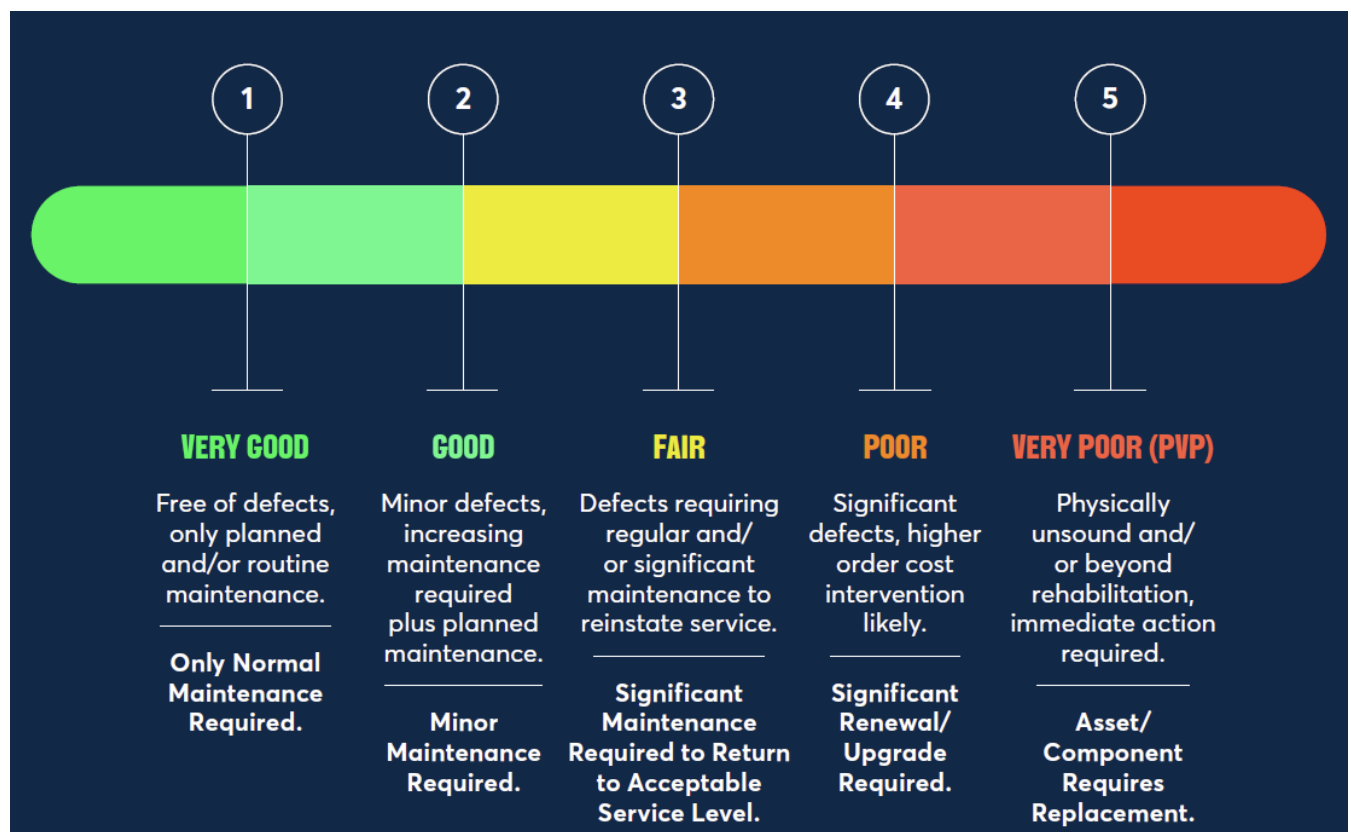 1
2
3
4
5
VERY GOOD
Free of defects,
only planned
and/or routine
maintenance.
Only Normal
Maintenance
Required.
GOOD
Minor defects,
increasing
maintenance
required
plus planned
maintenance.
Minor
Maintenance
Required.
FAIR
Defects requiring
regular and/
or significant
maintenance to
reinstate service.
Significant
Maintenance
Required to Return
to Acceptable
Service Level.
POOR
Significant
defects, higher
order cost
intervention
likely.
Significant
Renewal/
Upgrade
Required.
VERY POOR (PVP)
Physically
unsound and/
or beyond
rehabilitation,
immediate action
required.
Asset/
Component
Requires
Replacement.